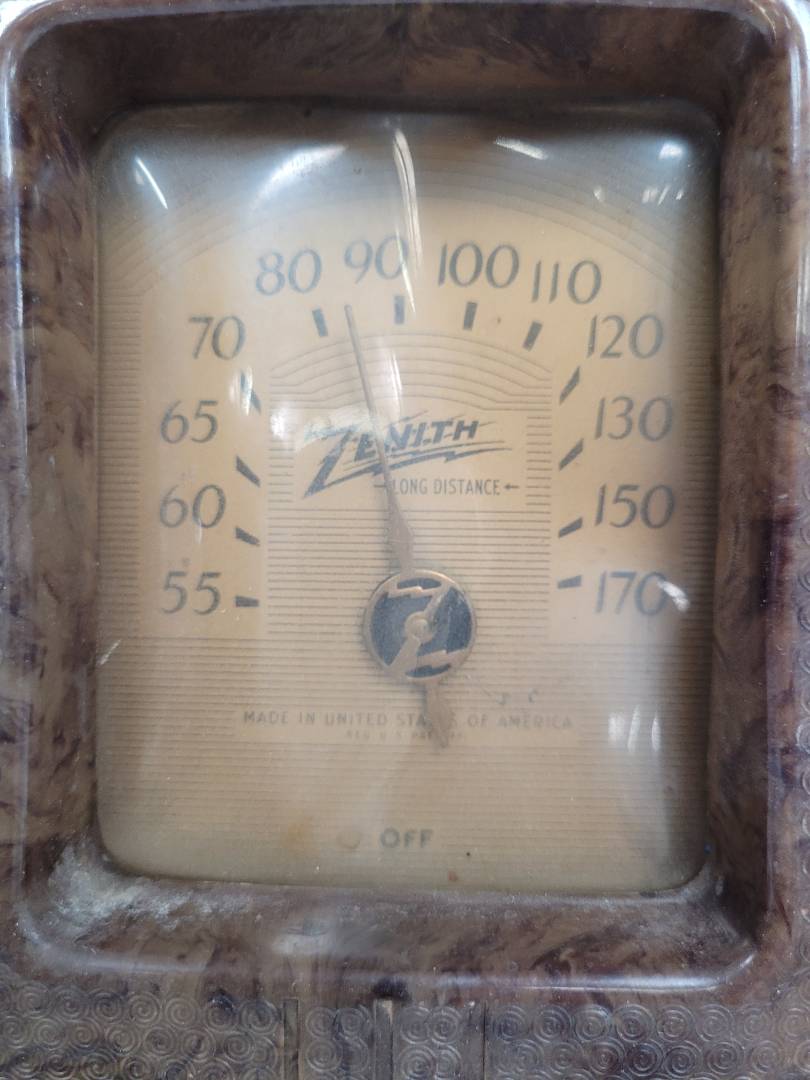 80 90 100 110
70 120
65 130
60 150
55 170
ZENITH
LONG DISTANCE
MADE IN UNITED STATES OF AMERICA
OFF